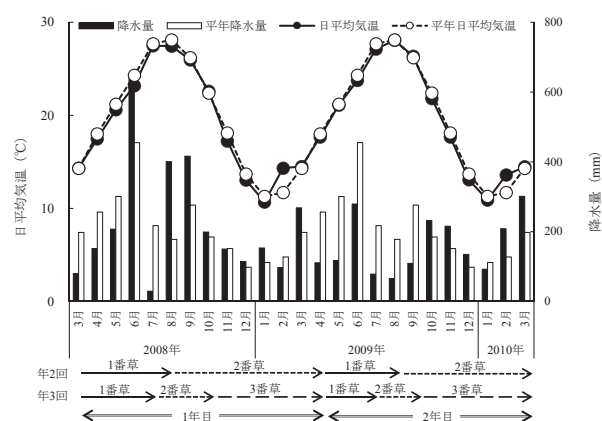 降水量 平年降水量 日平均気温 平年日平均気温
30 800
20 600
10 400
0 200
0
日平均気温（℃）
降水量（mm）
3月 4月 5月 6月 7月 8月 9月 10月 11月 12月 1月 2月 3月 4月 5月 6月 7月 8月 9月 10月 11月 12月 1月 2月 3月
2008年 2009年 2010年
年2回 1番草 2番草 1番草 2番草
年3回 1番草 2番草 3番草 1番草 2番草 3番草
1年目 2年目